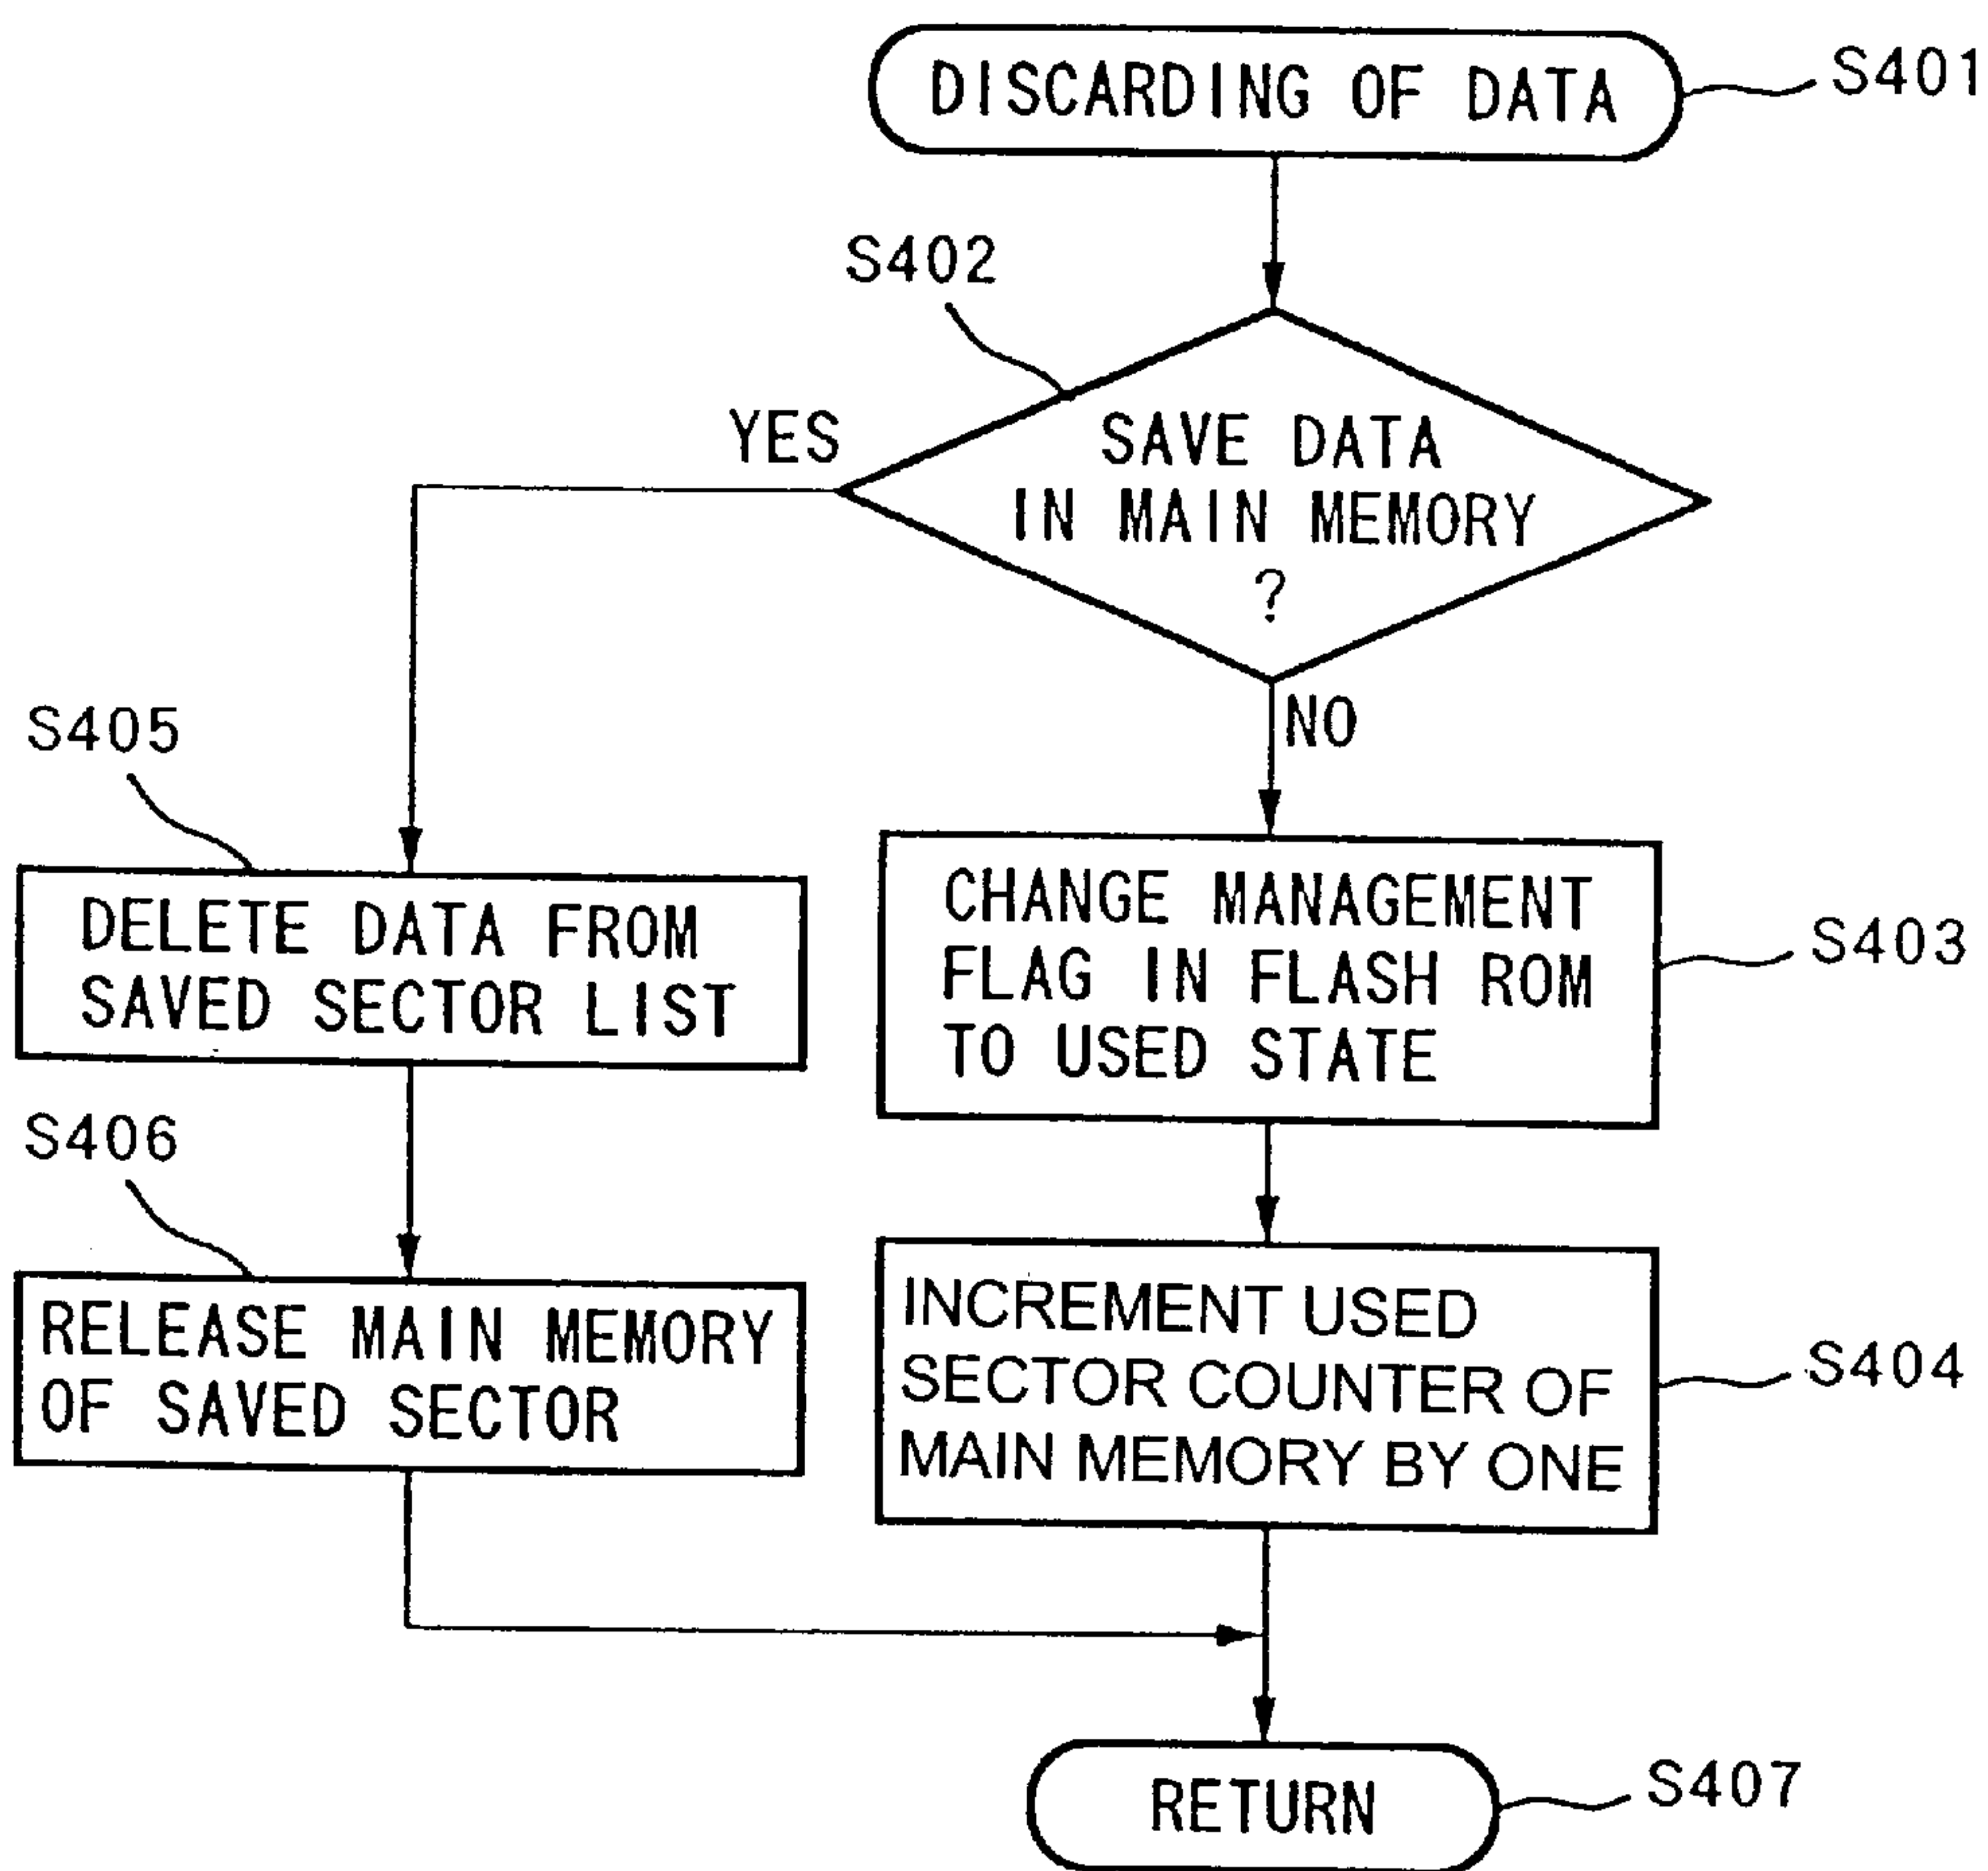 DISCARDING OF DATA
S401
S402
SAVE DATA
IN MAIN MEMORY
?
YES
NO
S405
DELETE DATA FROM
SAVED SECTOR LIST
CHANGE MANAGEMENT
FLAG IN FLASH ROM
TO USED STATE
S403
S406
RELEASE MAIN MEMORY
OF SAVED SECTOR
INCREMENT USED
SECTOR COUNTER OF
MAIN MEMORY BY ONE
S404
RETURN
S407